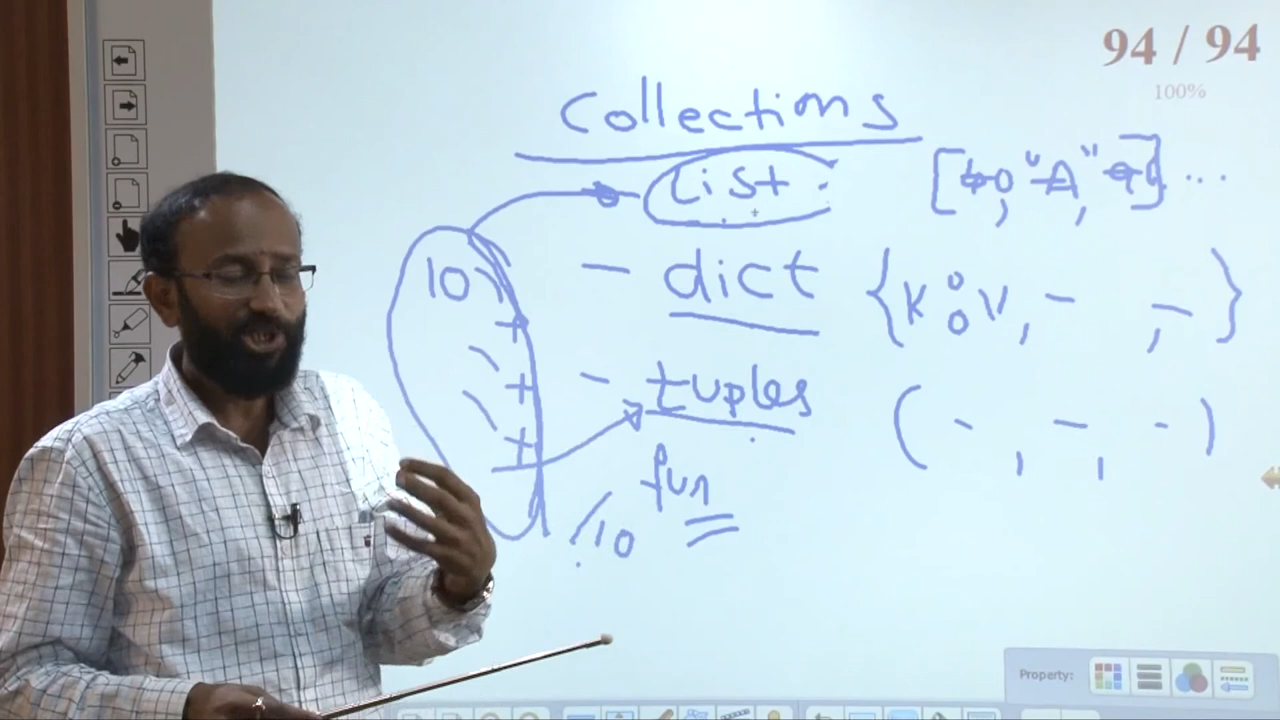 94 / 94
100%
Collections
List
- dict { K : V, - , - }
- tuples ( - , - , - )
10
+
+
+
fun
/10
Property: